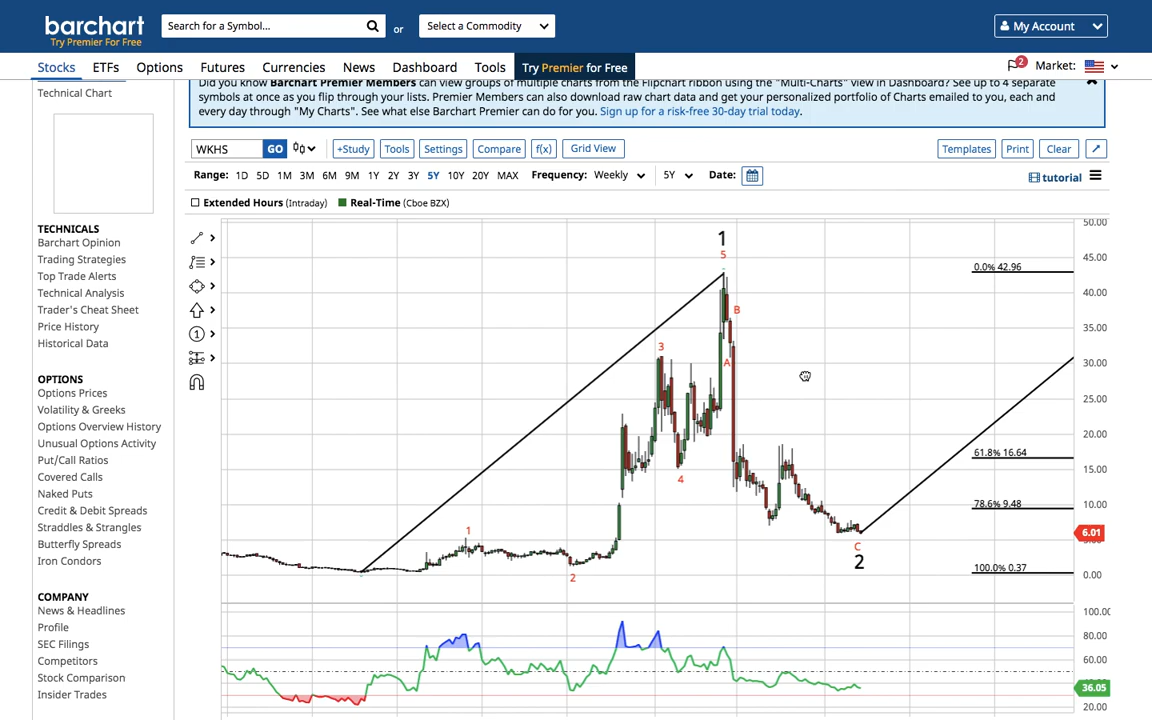 barchart
Try Premier For Free
Search for a Symbol...
or
Select a Commodity
My Account
Stocks ETFs Options Futures Currencies News Dashboard Tools Try Premier for Free
2 Market:
Technical Chart
Did you know Barchart Premier Members can view groups of multiple charts from the Flipchart ribbon using the "Multi-Charts" view in Dashboard? See up to 4 separate
symbols at once as you flip through your lists. Premier Members can also download raw chart data and get your personalized portfolio of Charts emailed to you, each and
every day through "My Charts". See what else Barchart Premier can do for you. Sign up for a risk-free 30-day trial today.
WKHS GO +Study Tools Settings Compare f(x) Grid View Templates Print Clear
Range: 1D 5D 1M 3M 6M 9M 1Y 2Y 3Y 5Y 10Y 20Y MAX Frequency: Weekly 5Y Date: tutorial
Extended Hours (Intraday) Real-Time (Cboe BZX)
TECHNICALS
Barchart Opinion
Trading Strategies
Top Trade Alerts
Technical Analysis
Trader's Cheat Sheet
Price History
Historical Data
OPTIONS
Options Prices
Volatility & Greeks
Options Overview History
Unusual Options Activity
Put/Call Ratios
Covered Calls
Naked Puts
Credit & Debit Spreads
Straddles & Strangles
Butterfly Spreads
Iron Condors
COMPANY
News & Headlines
Profile
SEC Filings
Competitors
Stock Comparison
Insider Trades
1
1
5
B
3
A
4
1
2
C
2
0.0% 42.96
61.8% 16.64
78.6% 9.48
100.0% 0.37
50.00
45.00
40.00
35.00
30.00
25.00
20.00
15.00
10.00
6.01
0.00
100.00
80.00
60.00
36.05
20.00